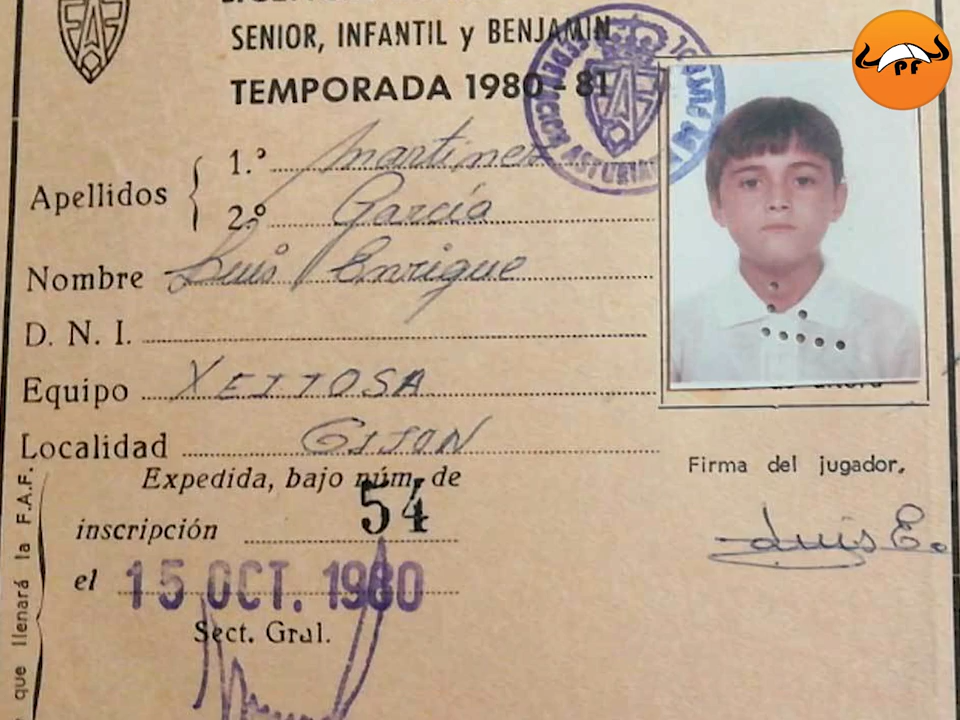 SENIOR, INFANTIL y BENJAMIN
TEMPORADA 1980-81
Apellidos
1.º Martinez
2.º García
Nombre Luis Enrique
D. N. I.
Equipo XEITOSA
Localidad GIJON
Expedida, bajo núm. de
inscripción 54
el 15 OCT. 1980
Sect. Gral.
Firma del jugador.
Luis E.
que llenará la F.A.F.
PF